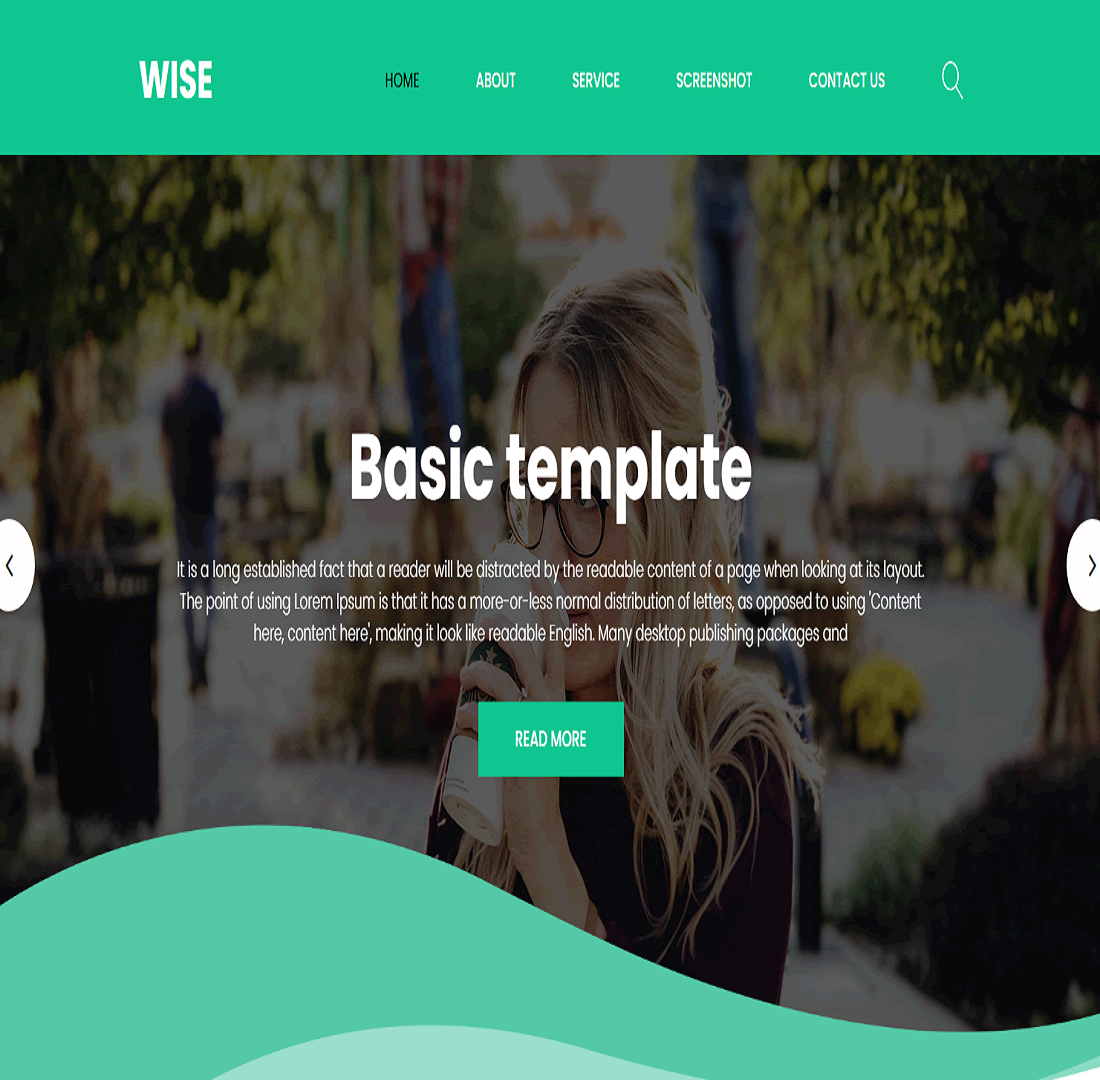 WISE
HOME ABOUT SERVICE SCREENSHOT CONTACT US
Basic template
It is a long established fact that a reader will be distracted by the readable content of a page when looking at its layout.
The point of using Lorem Ipsum is that it has a more-or-less normal distribution of letters, as opposed to using 'Content
here, content here', making it look like readable English. Many desktop publishing packages and
READ MORE